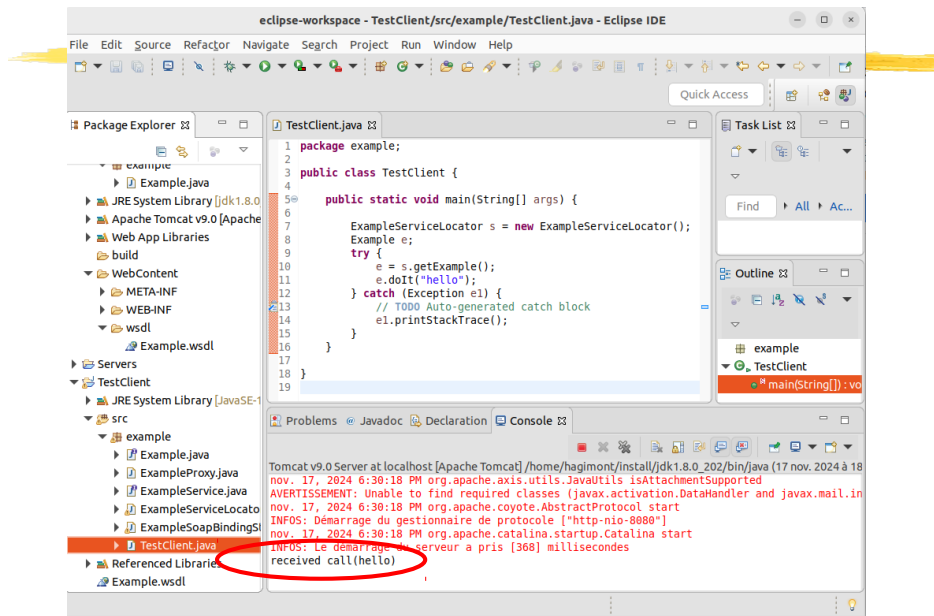 eclipse-workspace - TestClient/src/example/TestClient.java - Eclipse IDE
File Edit Source Refactor Navigate Search Project Run Window Help
Quick Access
Package Explorer
example
Example.java
JRE System Library [jdk1.8.0
Apache Tomcat v9.0 [Apache
Web App Libraries
build
WebContent
META-INF
WEB-INF
wsdl
Example.wsdl
Servers
TestClient
JRE System Library [JavaSE-1
src
example
Example.java
ExampleProxy.java
ExampleService.java
ExampleServiceLocato
ExampleSoapBindingSt
TestClient.java
Referenced Libraries
Example.wsdl
TestClient.java
1 package example;
2
3 public class TestClient {
4
5 public static void main(String[] args) {
6
7 ExampleServiceLocator s = new ExampleServiceLocator();
8 Example e;
9 try {
10 e = s.getExample();
11 e.doIt("hello");
12 } catch (Exception e1) {
13 // TODO Auto-generated catch block
14 e1.printStackTrace();
15 }
16 }
17
18 }
19
Task List
Find All Ac...
Outline
example
TestClient
main(String[]) : vo
Problems Javadoc Declaration Console
Tomcat v9.0 Server at localhost [Apache Tomcat] /home/hagimont/install/jdk1.8.0_202/bin/java (17 nov. 2024 à 18
nov. 17, 2024 6:30:18 PM org.apache.axis.utils.JavaUtils isAttachmentSupported
AVERTISSEMENT: Unable to find required classes (javax.activation.DataHandler and javax.mail.in
nov. 17, 2024 6:30:18 PM org.apache.coyote.AbstractProtocol start
INFOS: Démarrage du gestionnaire de protocole ["http-nio-8080"]
nov. 17, 2024 6:30:18 PM org.apache.catalina.startup.Catalina start
INFOS: Le démarrage du serveur a pris [368] millisecondes
received call(hello)